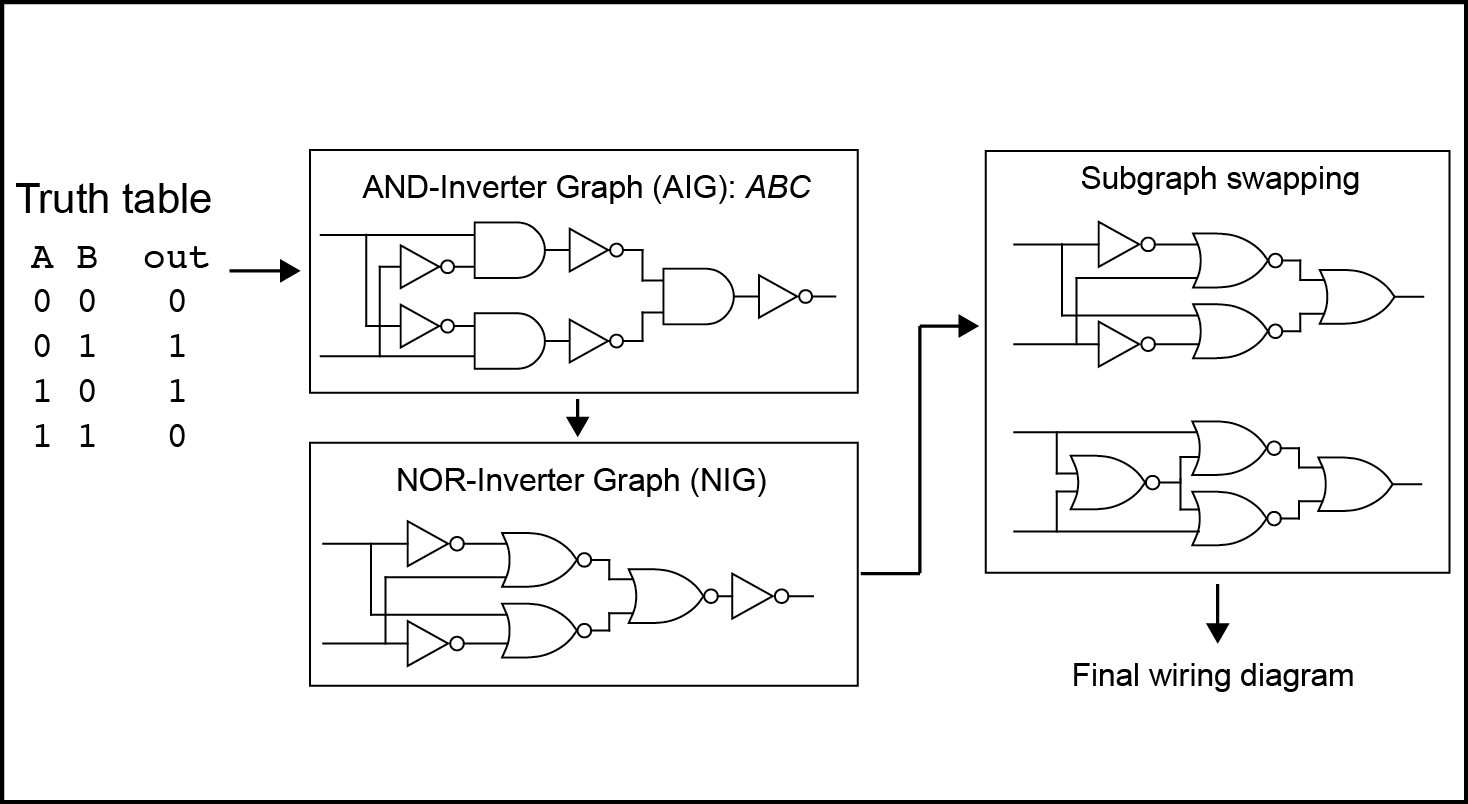 Truth table
A B out
0 0 0
0 1 1
1 0 1
1 1 0
AND-Inverter Graph (AIG): ABC
NOR-Inverter Graph (NIG)
Subgraph swapping
Final wiring diagram